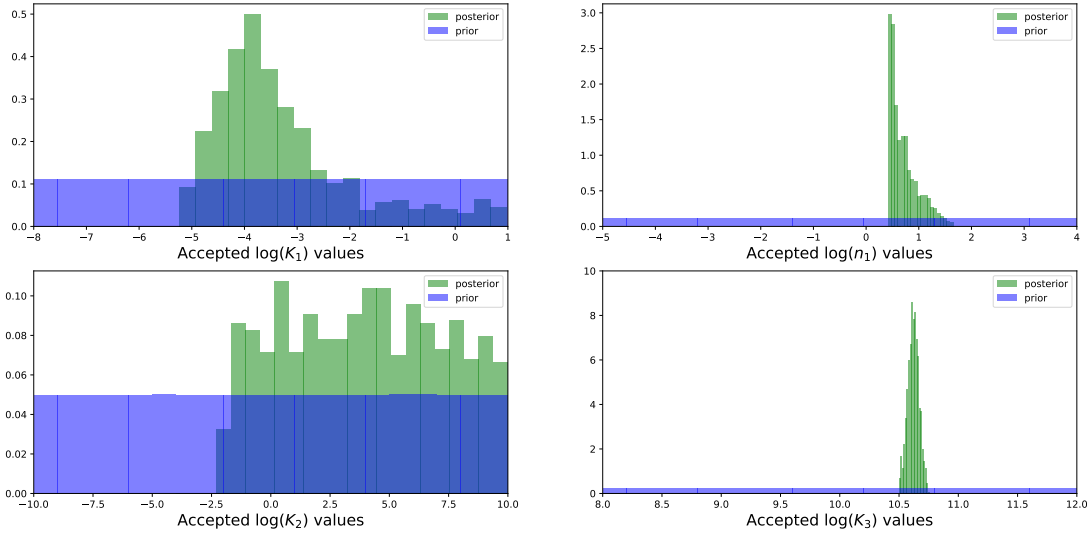 0.5
0.4
0.3
0.2
0.1
0.0
−8 −7 −6 −5 −4 −3 −2 −1 0 1
Accepted log(K₁) values
posterior
prior
3.0
2.5
2.0
1.5
1.0
0.5
0.0
−5 −4 −3 −2 −1 0 1 2 3 4
Accepted log(n₁) values
posterior
prior
0.10
0.08
0.06
0.04
0.02
0.00
−10.0 −7.5 −5.0 −2.5 0.0 2.5 5.0 7.5 10.0
Accepted log(K₂) values
posterior
prior
10
8
6
4
2
0
8.0 8.5 9.0 9.5 10.0 10.5 11.0 11.5 12.0
Accepted log(K₃) values
posterior
prior